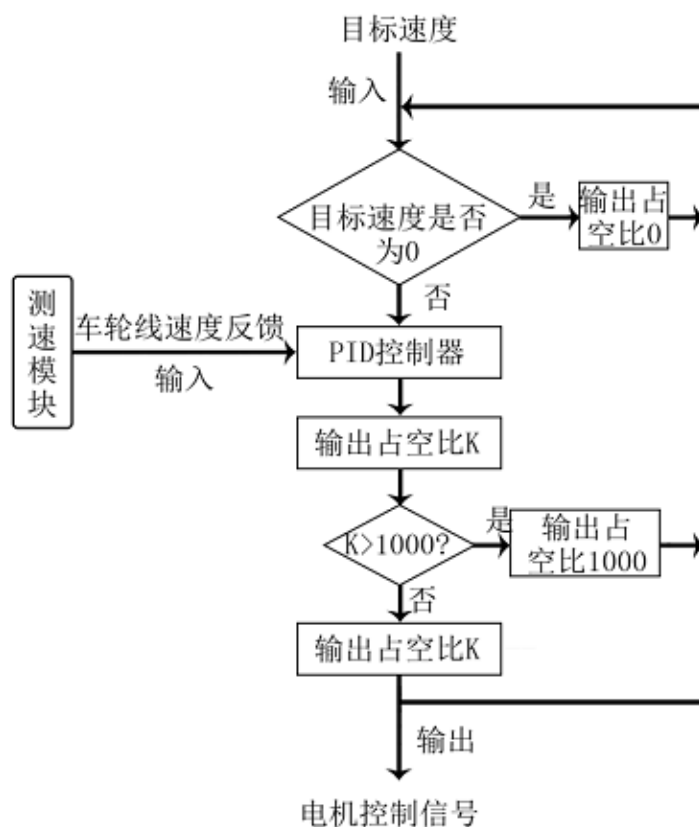 目标速度
输入
目标速度是否
为0
是
输出占
空比0
否
测
速
模
块
车轮线速度反馈
输入
PID控制器
输出占空比K
K>1000?
是
输出占
空比1000
否
输出占空比K
输出
电机控制信号